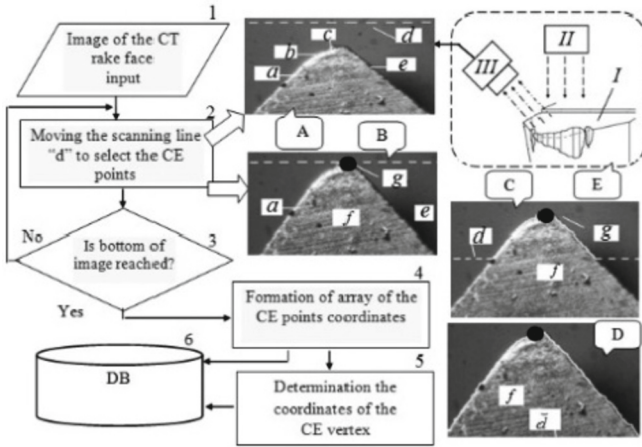 1
Image of the CT
rake face
input
2
Moving the scanning line
"d" to select the CE
points
No
3
Is bottom of
image reached?
Yes
4
Formation of array of the
CE points coordinates
5
Determination the
coordinates of the
CE vertex
6
DB
a
b
c
d
e
A
B
a
g
f
e
III
II
I
C
E
d
g
f
D
f
d